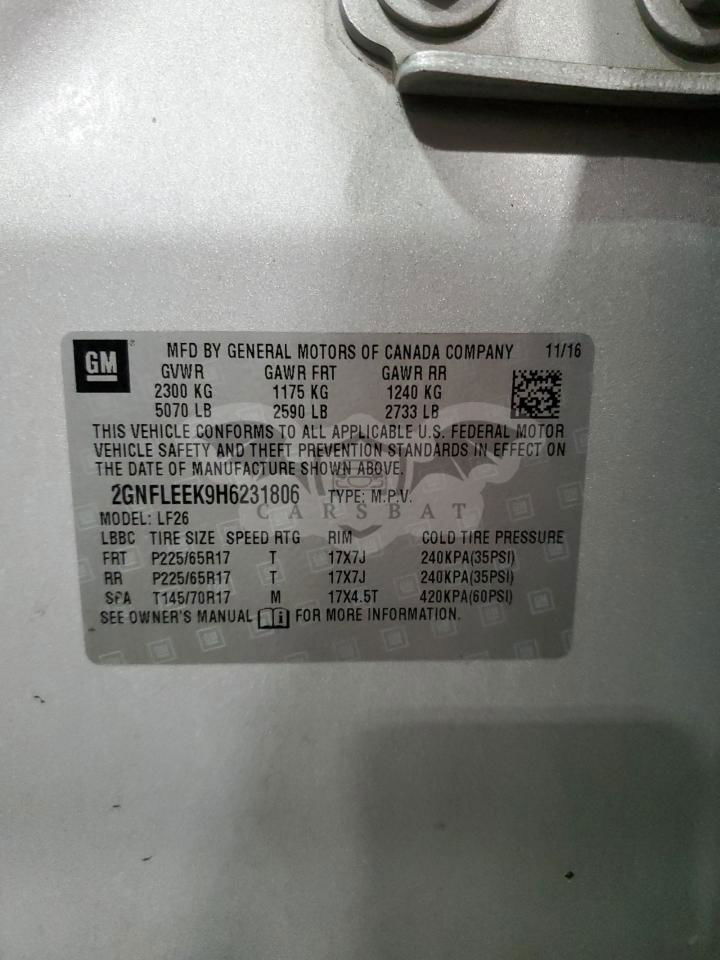 GM MFD BY GENERAL MOTORS OF CANADA COMPANY 11/16
GVWR GAWR FRT GAWR RR
2300 KG 1175 KG 1240 KG
5070 LB 2590 LB 2733 LB
THIS VEHICLE CONFORMS TO ALL APPLICABLE U.S. FEDERAL MOTOR
VEHICLE SAFETY AND THEFT PREVENTION STANDARDS IN EFFECT ON
THE DATE OF MANUFACTURE SHOWN ABOVE.
2GNFLEEK9H6231806 TYPE: M.P.V.
CARSBAT
MODEL: LF26
LBBC TIRE SIZE SPEED RTG RIM COLD TIRE PRESSURE
FRT P225/65R17 T 17X7J 240KPA(35PSI)
RR P225/65R17 T 17X7J 240KPA(35PSI)
SPA T145/70R17 M 17X4.5T 420KPA(60PSI)
SEE OWNER'S MANUAL FOR MORE INFORMATION.